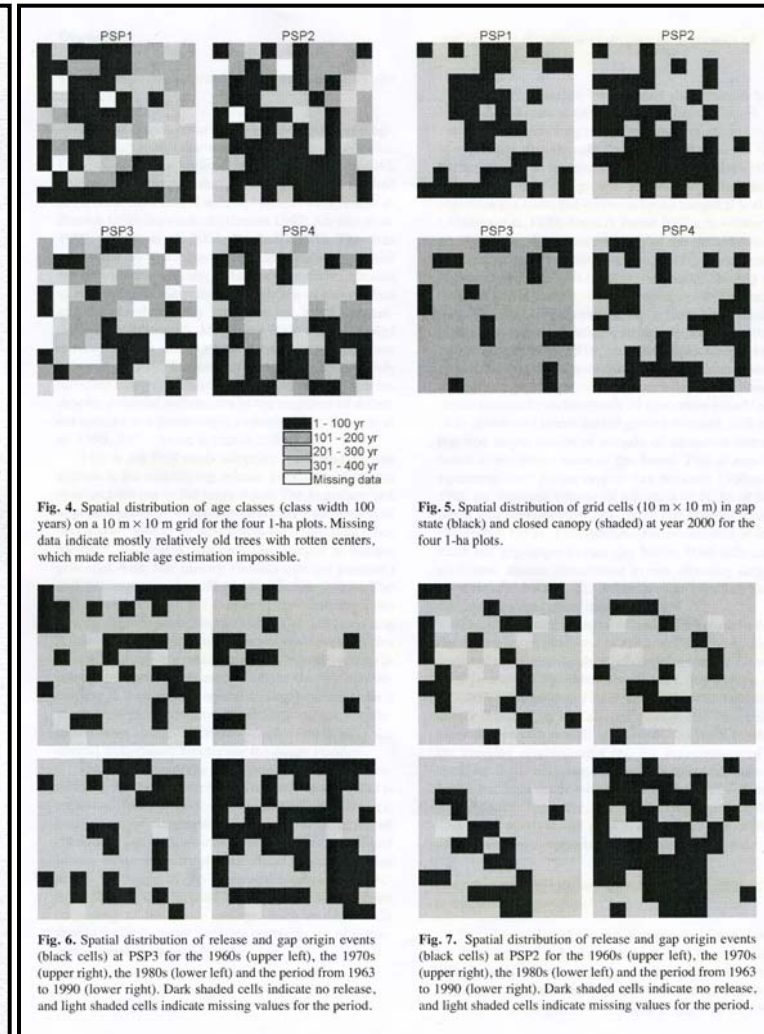 PSP1 PSP2
PSP3 PSP4
1 - 100 yr
101 - 200 yr
201 - 300 yr
301 - 400 yr
Missing data
Fig. 4. Spatial distribution of age classes (class width 100
years) on a 10 m × 10 m grid for the four 1-ha plots. Missing
data indicate mostly relatively old trees with rotten centers,
which made reliable age estimation impossible.
PSP1 PSP2
PSP3 PSP4
Fig. 5. Spatial distribution of grid cells (10 m × 10 m) in gap
state (black) and closed canopy (shaded) at year 2000 for the
four 1-ha plots.
Fig. 6. Spatial distribution of release and gap origin events
(black cells) at PSP3 for the 1960s (upper left), the 1970s
(upper right), the 1980s (lower left) and the period from 1963
to 1990 (lower right). Dark shaded cells indicate no release,
and light shaded cells indicate missing values for the period.
Fig. 7. Spatial distribution of release and gap origin events
(black cells) at PSP2 for the 1960s (upper left), the 1970s
(upper right), the 1980s (lower left) and the period from 1963
to 1990 (lower right). Dark shaded cells indicate no release,
and light shaded cells indicate missing values for the period.